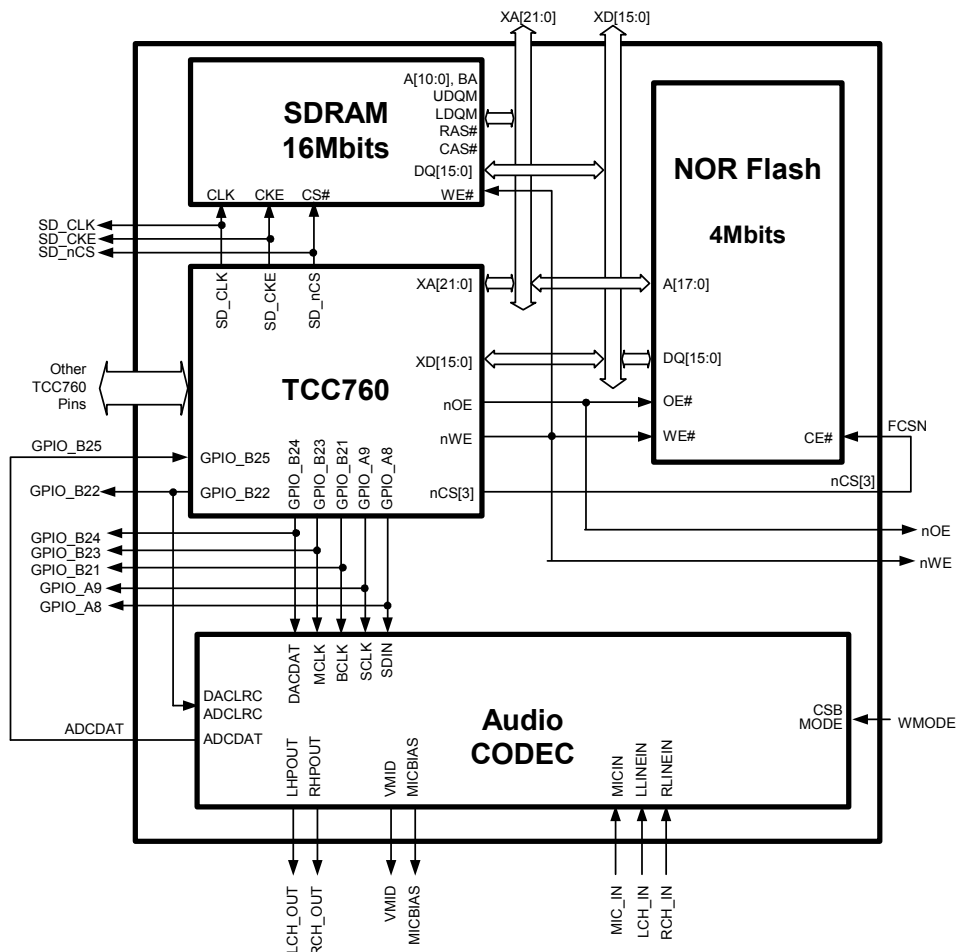 XA[21:0]
XD[15:0]
SDRAM
16Mbits
A[10:0], BA
UDQM
LDQM
RAS#
CAS#
DQ[15:0]
WE#
CLK
CKE
CS#
NOR Flash
4Mbits
A[17:0]
DQ[15:0]
OE#
WE#
CE#
FCSN
SD_CLK
SD_CKE
SD_nCS
SD_CLK
SD_CKE
SD_nCS
XA[21:0]
XD[15:0]
TCC760
nOE
nWE
nCS[3]
nCS[3]
Other
TCC760
Pins
GPIO_B25
GPIO_B25
GPIO_B22
GPIO_B22
GPIO_B24
GPIO_B23
GPIO_B21
GPIO_A9
GPIO_A8
GPIO_B24
GPIO_B23
GPIO_B21
GPIO_A9
GPIO_A8
nOE
nWE
DACDAT
MCLK
BCLK
SCLK
SDIN
DACLRC
ADCLRC
ADCDAT
ADCDAT
Audio
CODEC
CSB
MODE
WMODE
LHPOUT
RHPOUT
VMID
MICBIAS
MICIN
LLINEIN
RLINEIN
LCH_OUT
RCH_OUT
VMID
MICBIAS
MIC_IN
LCH_IN
RCH_IN